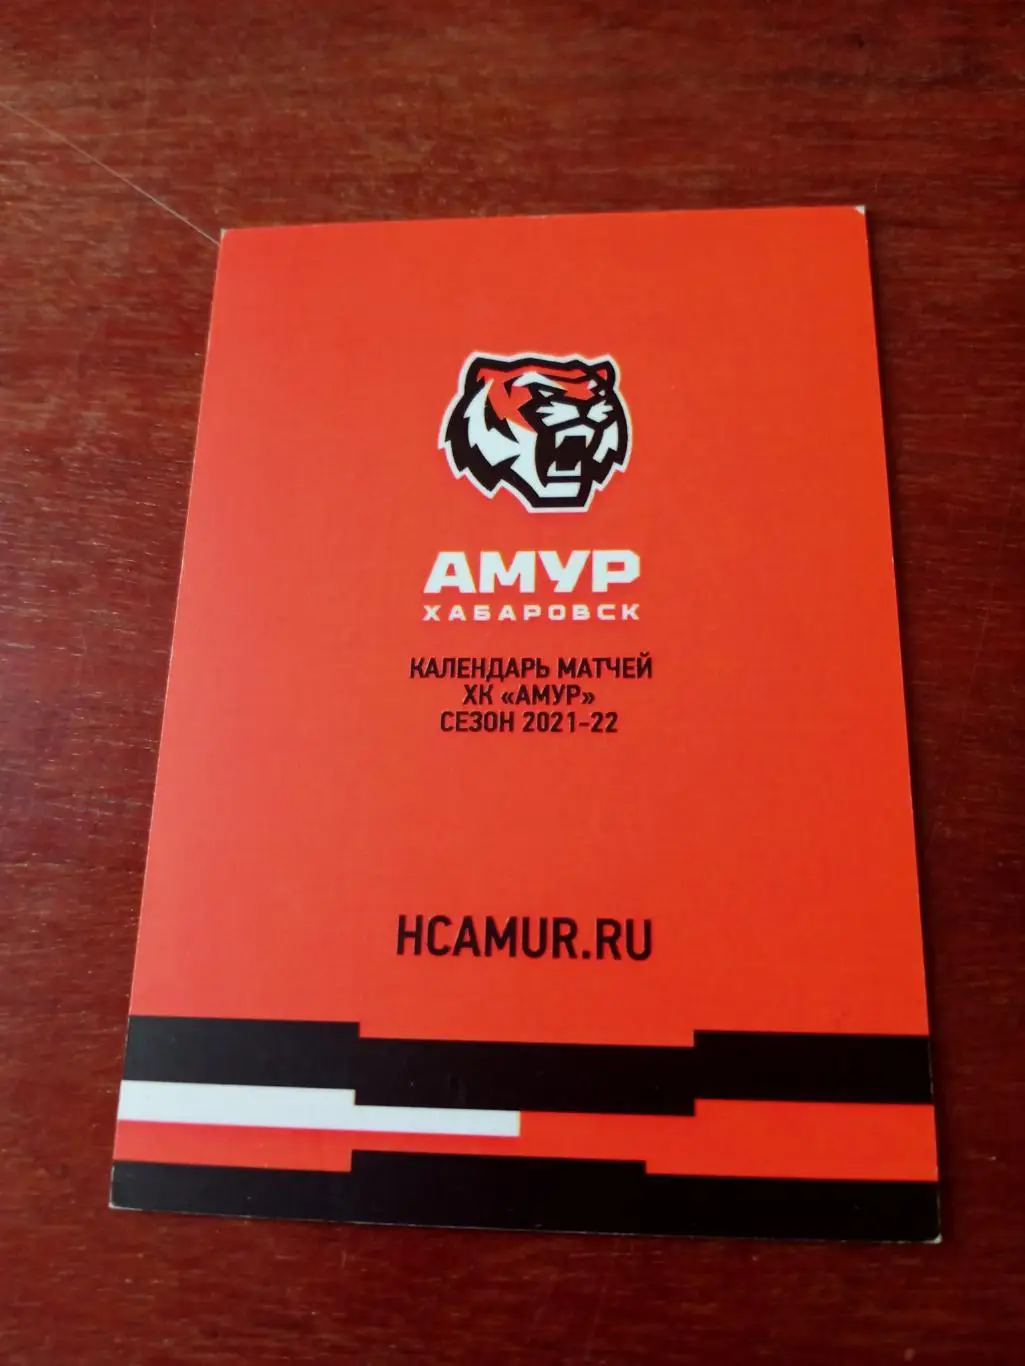 АМУР
ХАБАРОВСК
КАЛЕНДАРЬ МАТЧЕЙ
ХК «АМУР»
СЕЗОН 2021-22
HCAMUR.RU